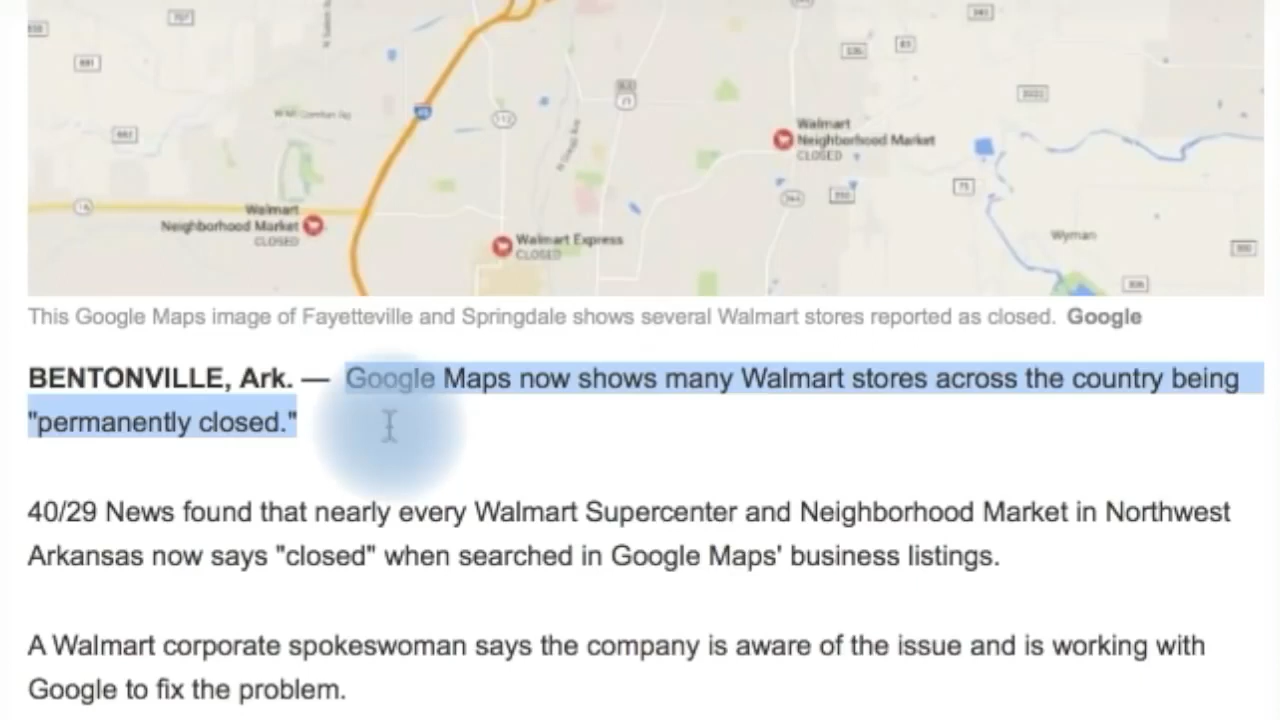 Walmart
Neighborhood Market
CLOSED
Walmart
Neighborhood Market
CLOSED
Walmart Express
CLOSED
Wyman
This Google Maps image of Fayetteville and Springdale shows several Walmart stores reported as closed. Google
BENTONVILLE, Ark. — Google Maps now shows many Walmart stores across the country being
"permanently closed."
40/29 News found that nearly every Walmart Supercenter and Neighborhood Market in Northwest
Arkansas now says "closed" when searched in Google Maps' business listings.
A Walmart corporate spokeswoman says the company is aware of the issue and is working with
Google to fix the problem.